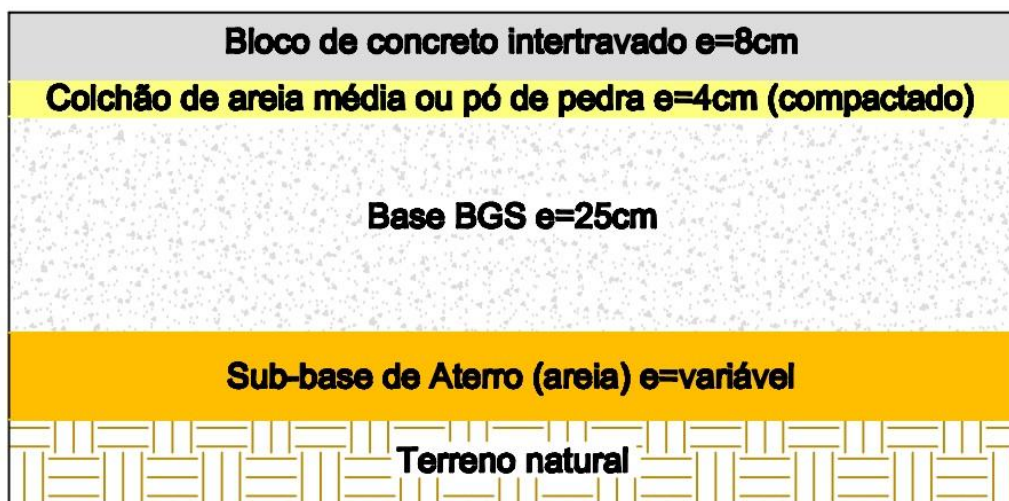 Bloco de concreto intertravado e=8cm
Colchão de areia média ou pó de pedra e=4cm (compactado)
Base BGS e=25cm
Sub-base de Aterro (areia) e=variável
Terreno natural